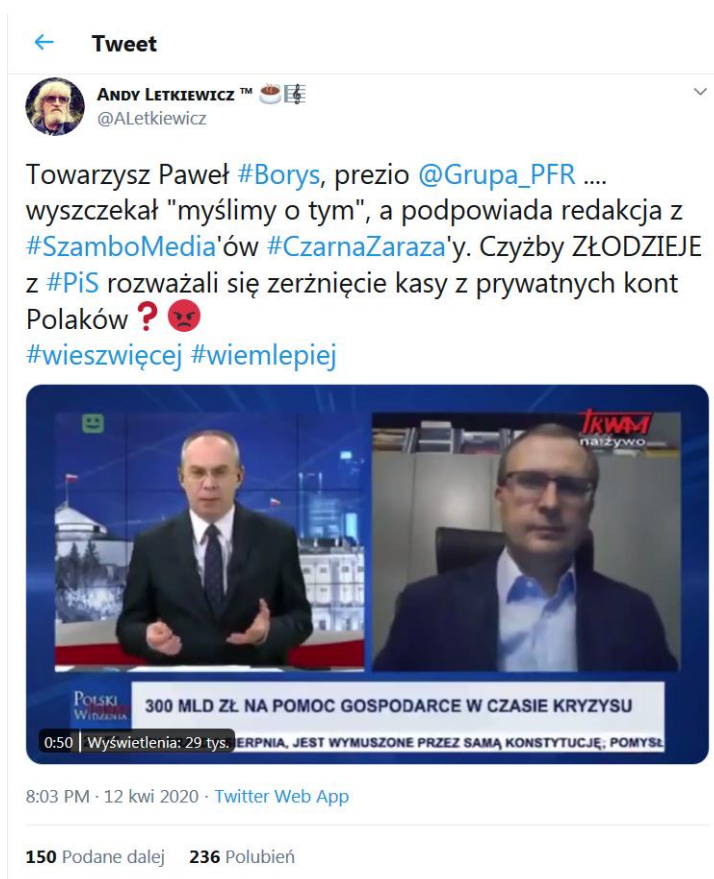 Tweet
ANDY LETKIEWICZ ™
@ALetkiewicz
Towarzysz Paweł #Borys, prezio @Grupa_PFR ....
wyszczekał "myślimy o tym", a podpowiada redakcja z
#SzamboMedia'ów #CzarnaZaraza'y. Czyżby ZŁODZIEJE
z #PiS rozważali się zerżnięcie kasy z prywatnych kont
Polaków ❓ 😡
#wieszwięcej #wiemlepiej
TRWAM
na żywo
POLSKI
WIDZENIA
300 MLD ZŁ NA POMOC GOSPODARCE W CZASIE KRYZYSU
0:50 | Wyświetlenia: 29 tys.
SIERPNIA, JEST WYMUSZONE PRZEZ SAMĄ KONSTYTUCJĘ; POMYSŁ
8:03 PM · 12 kwi 2020 · Twitter Web App
150 Podane dalej 236 Polubień